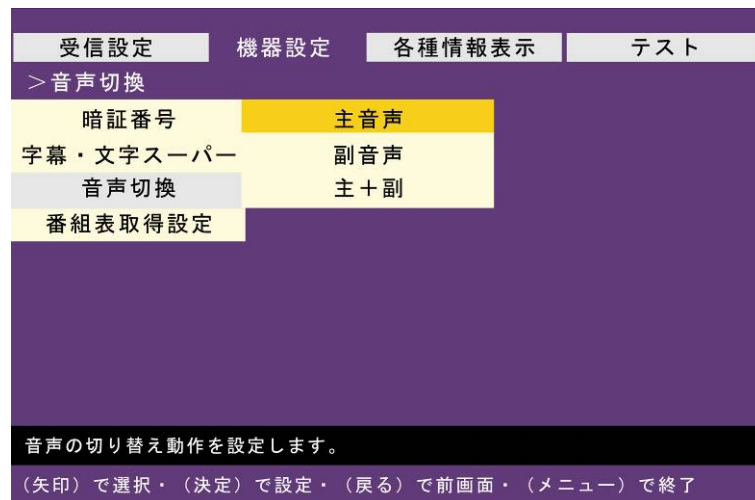 受信設定 機器設定 各種情報表示 テスト
＞音声切換
暗証番号 主音声
字幕・文字スーパー 副音声
音声切換 主＋副
番組表取得設定
音声の切り替え動作を設定します。
（矢印）で選択・（決定）で設定・（戻る）で前画面・（メニュー）で終了